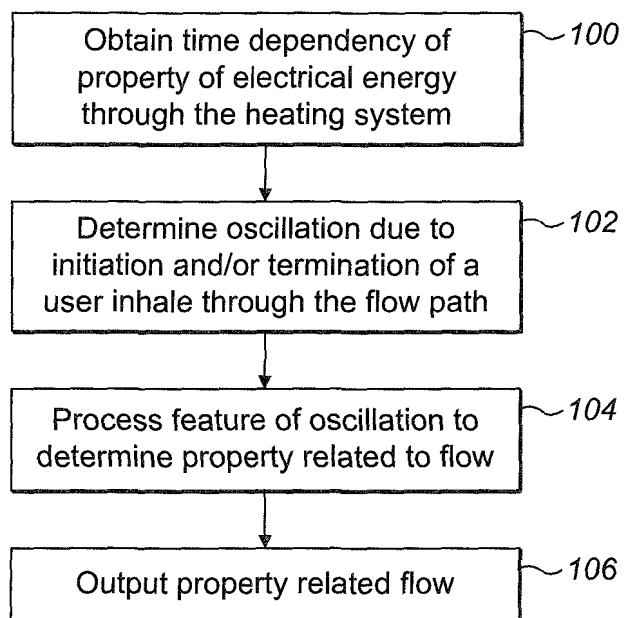 Obtain time dependency of
property of electrical energy
through the heating system
100
Determine oscillation due to
initiation and/or termination of a
user inhale through the flow path
102
Process feature of oscillation to
determine property related to flow
104
Output property related flow
106